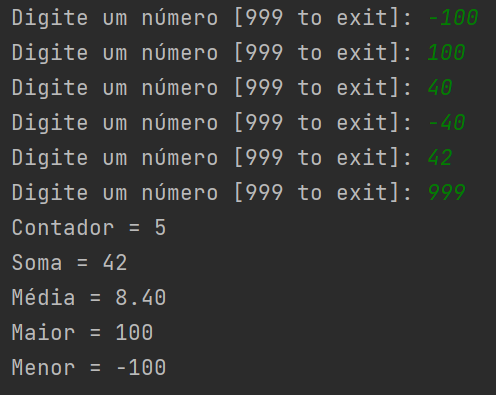 Digite um número [999 to exit]: -100
Digite um número [999 to exit]: 100
Digite um número [999 to exit]: 40
Digite um número [999 to exit]: -40
Digite um número [999 to exit]: 42
Digite um número [999 to exit]: 999
Contador = 5
Soma = 42
Média = 8.40
Maior = 100
Menor = -100